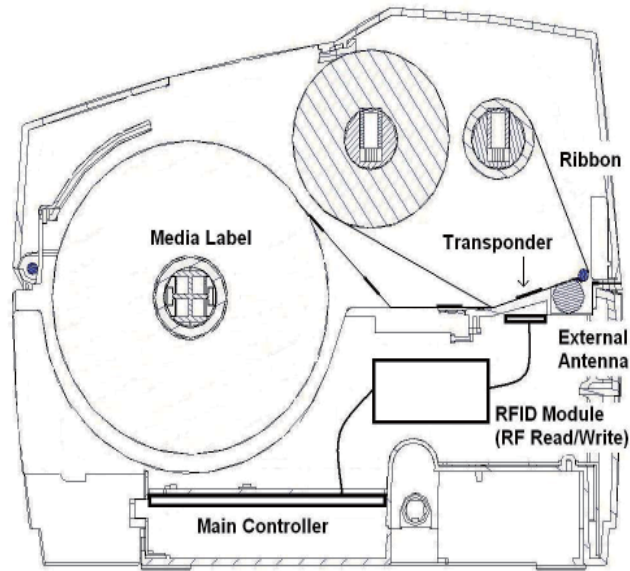 Ribbon
Media Label
Transponder
External
Antenna
RFID Module
(RF Read/Write)
Main Controller